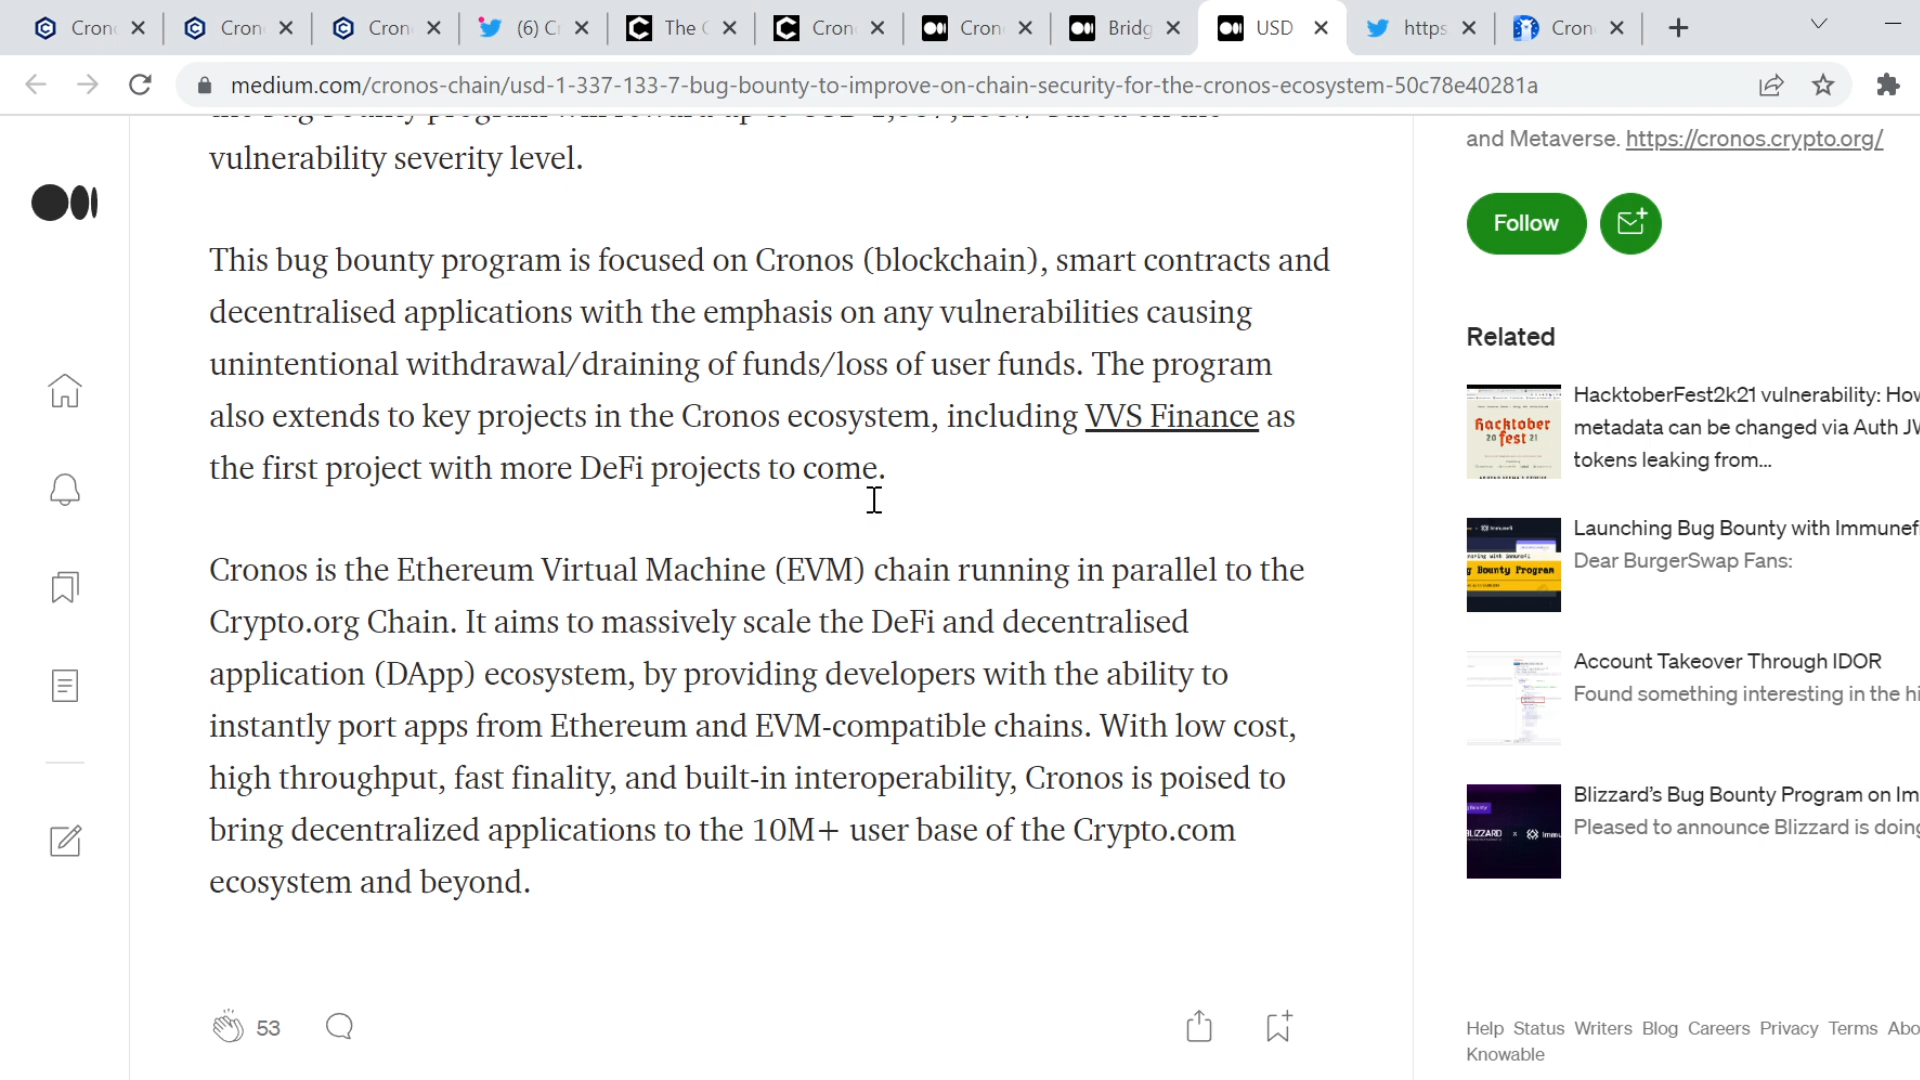 Cron
Cron
Cron
(6) C
The
Cron
Cron
Bridg
USD
https
Cron
medium.com/cronos-chain/usd-1-337-133-7-bug-bounty-to-improve-on-chain-security-for-the-cronos-ecosystem-50c78e40281a
vulnerability severity level.
This bug bounty program is focused on Cronos (blockchain), smart contracts and
decentralised applications with the emphasis on any vulnerabilities causing
unintentional withdrawal/draining of funds/loss of user funds. The program
also extends to key projects in the Cronos ecosystem, including VVS Finance as
the first project with more DeFi projects to come.
Cronos is the Ethereum Virtual Machine (EVM) chain running in parallel to the
Crypto.org Chain. It aims to massively scale the DeFi and decentralised
application (DApp) ecosystem, by providing developers with the ability to
instantly port apps from Ethereum and EVM-compatible chains. With low cost,
high throughput, fast finality, and built-in interoperability, Cronos is poised to
bring decentralized applications to the 10M+ user base of the Crypto.com
ecosystem and beyond.
53
and Metaverse. https://cronos.crypto.org/
Follow
Related
Hacktober
20 fest 21
HacktoberFest2k21 vulnerability: How
metadata can be changed via Auth JW
tokens leaking from...
g Bounty Program
Launching Bug Bounty with Immunefi
Dear BurgerSwap Fans:
Account Takeover Through IDOR
Found something interesting in the hi
Blizzard's Bug Bounty Program on Im
Pleased to announce Blizzard is doing
Help Status Writers Blog Careers Privacy Terms Abo
Knowable